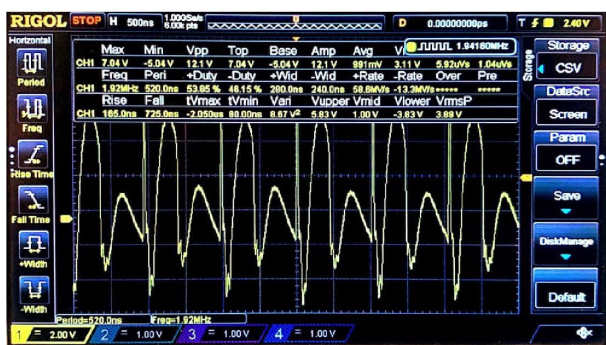 RIGOL STOP H 500ns 1.00GSa/s 6.00k pts D 0.00000000ps T 2.40V
Horizontal
Period
Freq
Rise Time
Fall Time
+Width
-Width
Max Min Vpp Top Base Amp Avg 1.94160MHz
CH1 7.04 V -5.04 V 12.1 V 7.04 V -5.04 V 12.1 V 991mV 3.11 V 5.92uVs 1.04uVs
Freq Peri +Duty -Duty +Wid -Wid +Rate -Rate Over Pre
CH1 1.92MHz 520.0ns 53.85 % 46.15 % 280.0ns 240.0ns 58.6MV/s -13.3MV/s ***** *****
Rise Fall tVmax tVmin Vari Vupper Vmid Vlower VrmsP
CH1 165.0ns 725.0ns -2.050us 80.00ns 8.67 V² 5.83 V 1.00 V -3.83 V 3.89 V
Storage
Storage
CSV
DataSrc
Screen
Param
OFF
Save
DiskManage
Default
Period=520.0ns Freq=1.92MHz
1 = 2.00 V 2 = 1.00 V 3 = 1.00 V 4 = 1.00 V